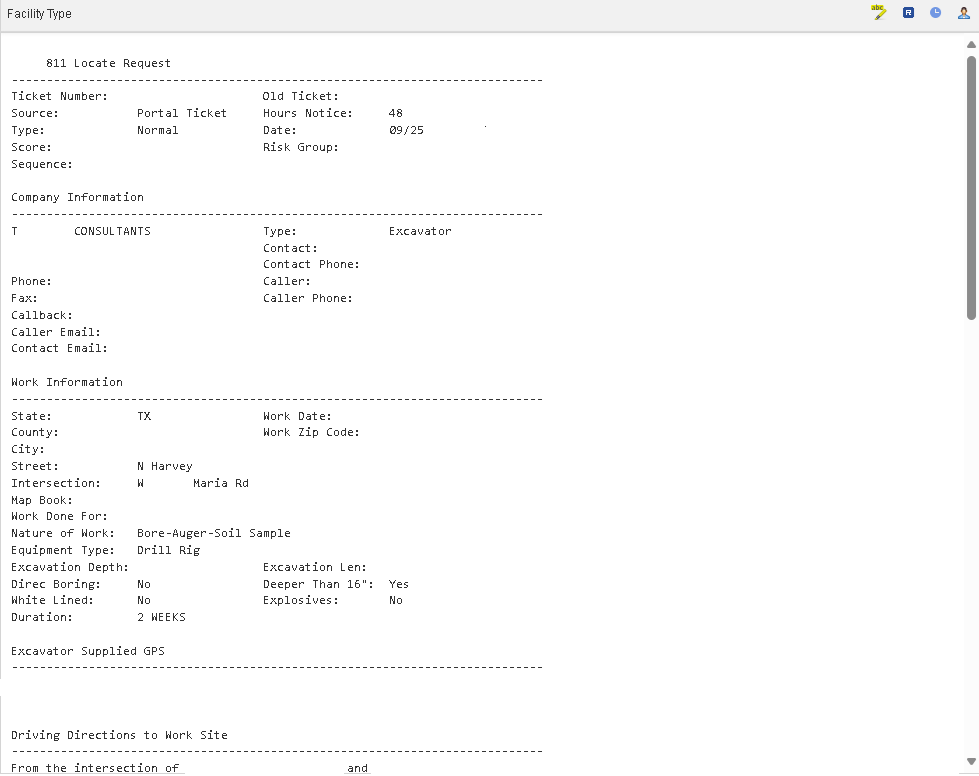 Facility Type
abc
R
811 Locate Request
----------------------------------------------------------------------------
Ticket Number: Old Ticket:
Source: Portal Ticket Hours Notice: 48
Type: Normal Date: 09/25
Score: Risk Group:
Sequence:
Company Information
----------------------------------------------------------------------------
T CONSULTANTS Type: Excavator
Contact:
Contact Phone:
Phone: Caller:
Fax: Caller Phone:
Callback:
Caller Email:
Contact Email:
Work Information
----------------------------------------------------------------------------
State: TX Work Date:
County: Work Zip Code:
City:
Street: N Harvey
Intersection: W Maria Rd
Map Book:
Work Done For:
Nature of Work: Bore-Auger-Soil Sample
Equipment Type: Drill Rig
Excavation Depth: Excavation Len:
Direc Boring: No Deeper Than 16": Yes
White Lined: No Explosives: No
Duration: 2 WEEKS
Excavator Supplied GPS
----------------------------------------------------------------------------
Driving Directions to Work Site
----------------------------------------------------------------------------
From the intersection of and